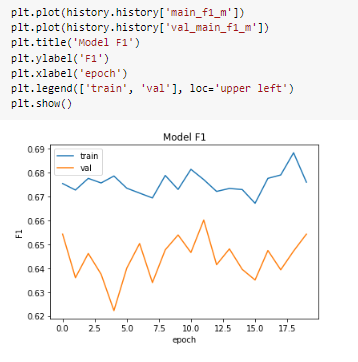 plt.plot(history.history['main_f1_m'])
plt.plot(history.history['val_main_f1_m'])
plt.title('Model F1')
plt.ylabel('F1')
plt.xlabel('epoch')
plt.legend(['train', 'val'], loc='upper left')
plt.show()
Model F1
train
val
0.69
0.68
0.67
0.66
0.65
0.64
0.63
0.62
F1
0.0 2.5 5.0 7.5 10.0 12.5 15.0 17.5
epoch